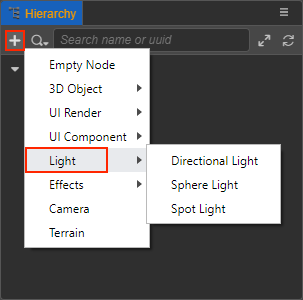 Hierarchy
Search name or uuid
Empty Node
3D Object
UI Render
UI Component
Light
Effects
Camera
Terrain
Directional Light
Sphere Light
Spot Light